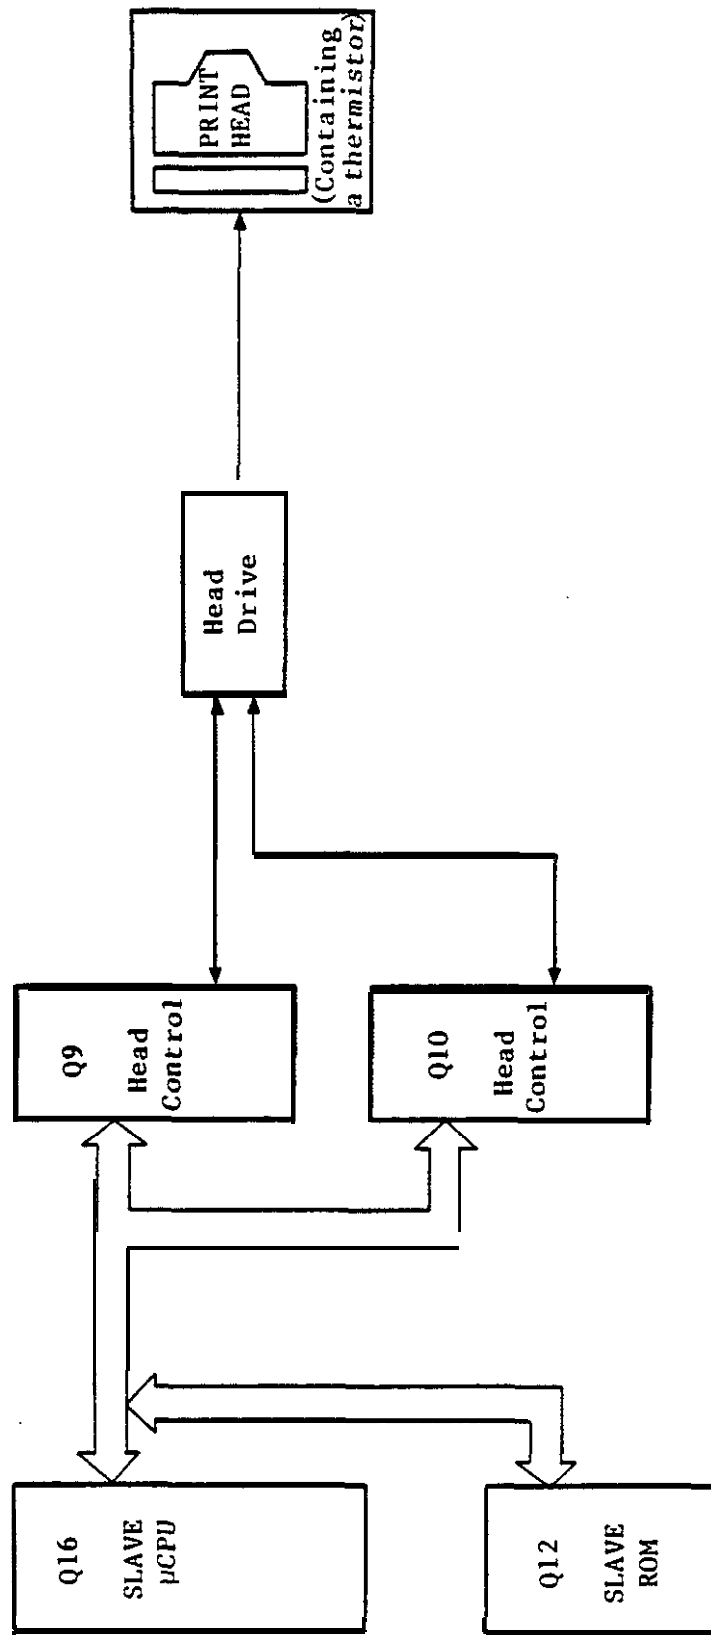 Q16
SLAVE
µCPU
Q12
SLAVE
ROM
Q9
Head
Control
Q10
Head
Control
Head
Drive
PRINT
HEAD
(Containing
a thermistor)